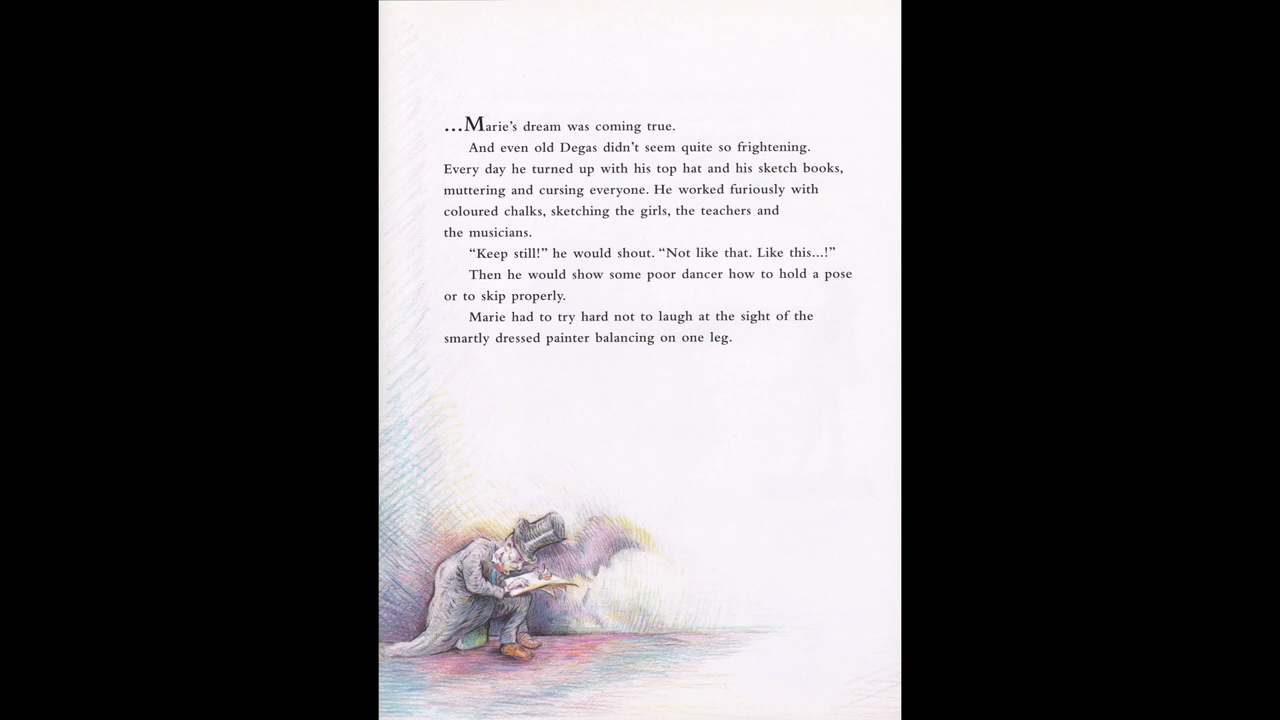 ...Marie's dream was coming true.
And even old Degas didn't seem quite so frightening.
Every day he turned up with his top hat and his sketch books,
muttering and cursing everyone. He worked furiously with
coloured chalks, sketching the girls, the teachers and
the musicians.
“Keep still!” he would shout. “Not like that. Like this...!”
Then he would show some poor dancer how to hold a pose
or to skip properly.
Marie had to try hard not to laugh at the sight of the
smartly dressed painter balancing on one leg.